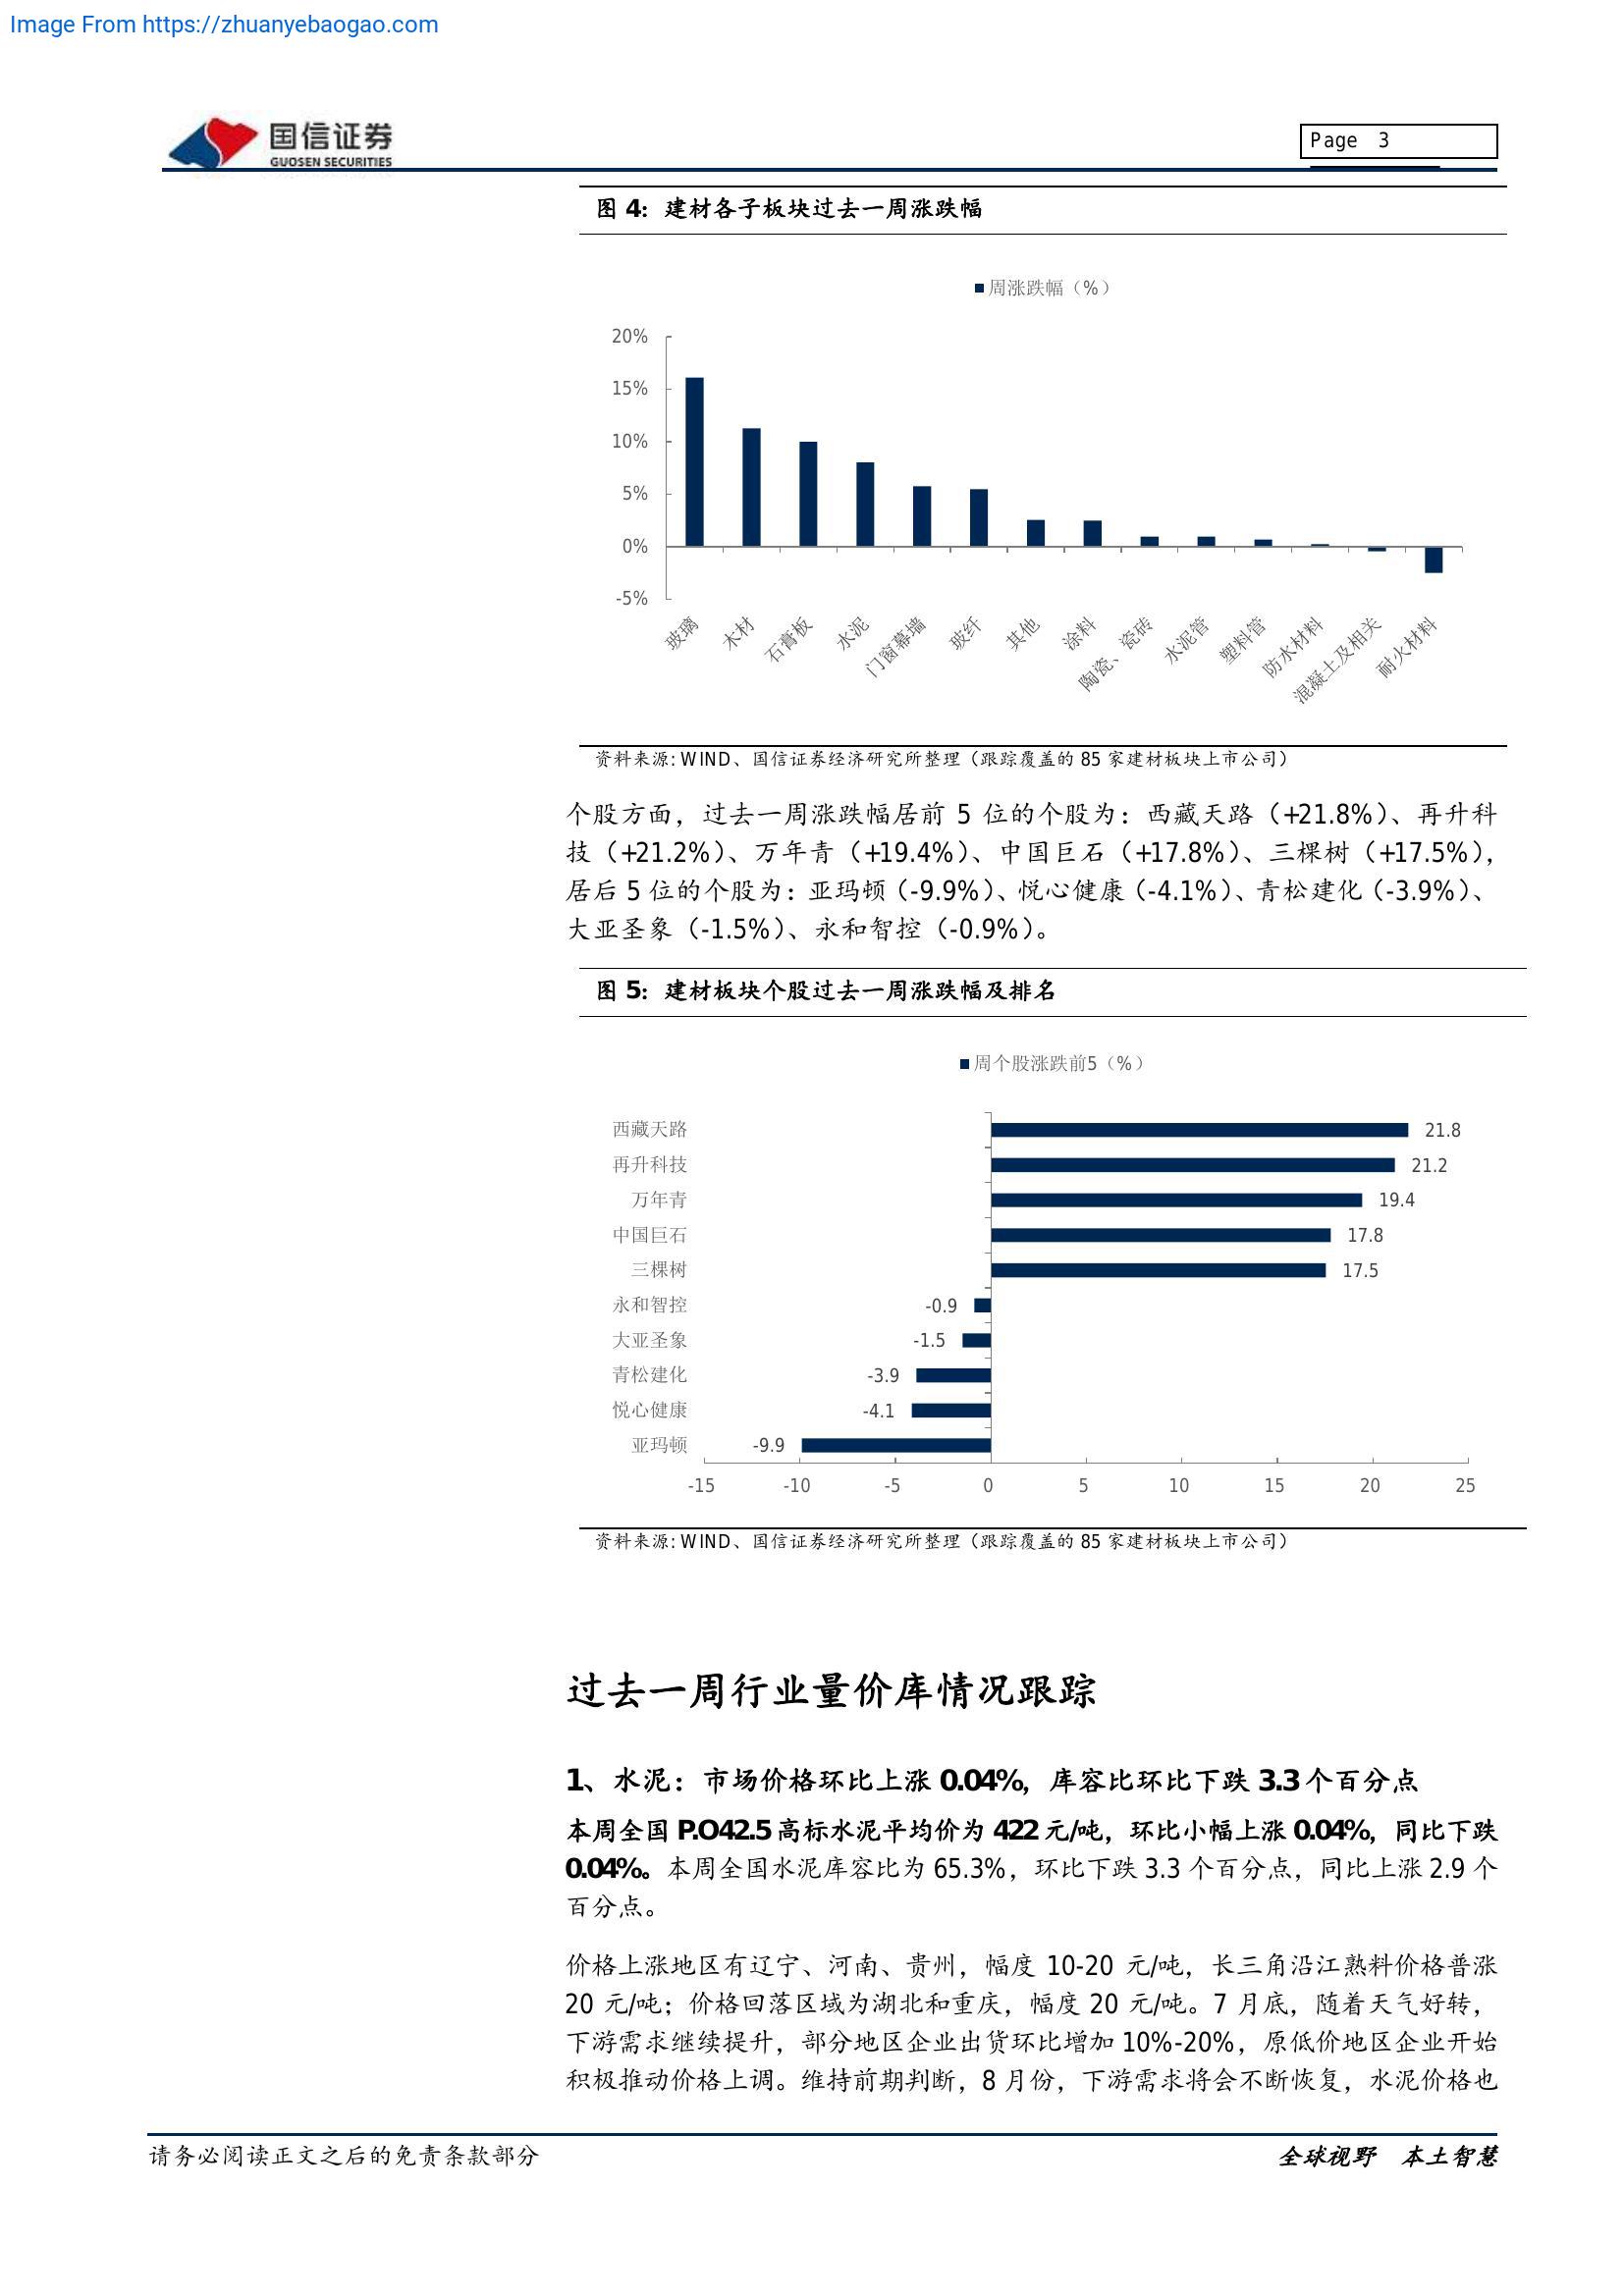 Image From https://zhuanyebaogao.com
国信证券
GUOSEN SECURITIES
Page 3
图 4：建材各子板块过去一周涨跌幅
周涨跌幅（%）
20%
15%
10%
5%
0%
-5%
玻璃
木材
石膏板
水泥
门窗幕墙
玻纤
其他
涂料
陶瓷、瓷砖
水泥管
塑料管
防水材料
混凝土及相关
耐火材料
资料来源: WIND、国信证券经济研究所整理（跟踪覆盖的 85 家建材板块上市公司）
个股方面，过去一周涨跌幅居前 5 位的个股为：西藏天路（+21.8%）、再升科
技（+21.2%）、万年青（+19.4%）、中国巨石（+17.8%）、三棵树（+17.5%），
居后 5 位的个股为：亚玛顿（-9.9%）、悦心健康（-4.1%）、青松建化（-3.9%）、
大亚圣象（-1.5%）、永和智控（-0.9%）。
图 5：建材板块个股过去一周涨跌幅及排名
周个股涨跌前5（%）
西藏天路 21.8
再升科技 21.2
万年青 19.4
中国巨石 17.8
三棵树 17.5
永和智控 -0.9
大亚圣象 -1.5
青松建化 -3.9
悦心健康 -4.1
亚玛顿 -9.9
-15 -10 -5 0 5 10 15 20 25
资料来源: WIND、国信证券经济研究所整理（跟踪覆盖的 85 家建材板块上市公司）
过去一周行业量价库情况跟踪
1、水泥：市场价格环比上涨 0.04%，库容比环比下跌 3.3 个百分点
本周全国 P.O42.5 高标水泥平均价为 422 元/吨，环比小幅上涨 0.04%，同比下跌
0.04%。本周全国水泥库容比为 65.3%，环比下跌 3.3 个百分点，同比上涨 2.9 个
百分点。
价格上涨地区有辽宁、河南、贵州，幅度 10-20 元/吨，长三角沿江熟料价格普涨
20 元/吨；价格回落区域为湖北和重庆，幅度 20 元/吨。7 月底，随着天气好转，
下游需求继续提升，部分地区企业出货环比增加 10%-20%，原低价地区企业开始
积极推动价格上调。维持前期判断，8 月份，下游需求将会不断恢复，水泥价格也
请务必阅读正文之后的免责条款部分
全球视野 本土智慧